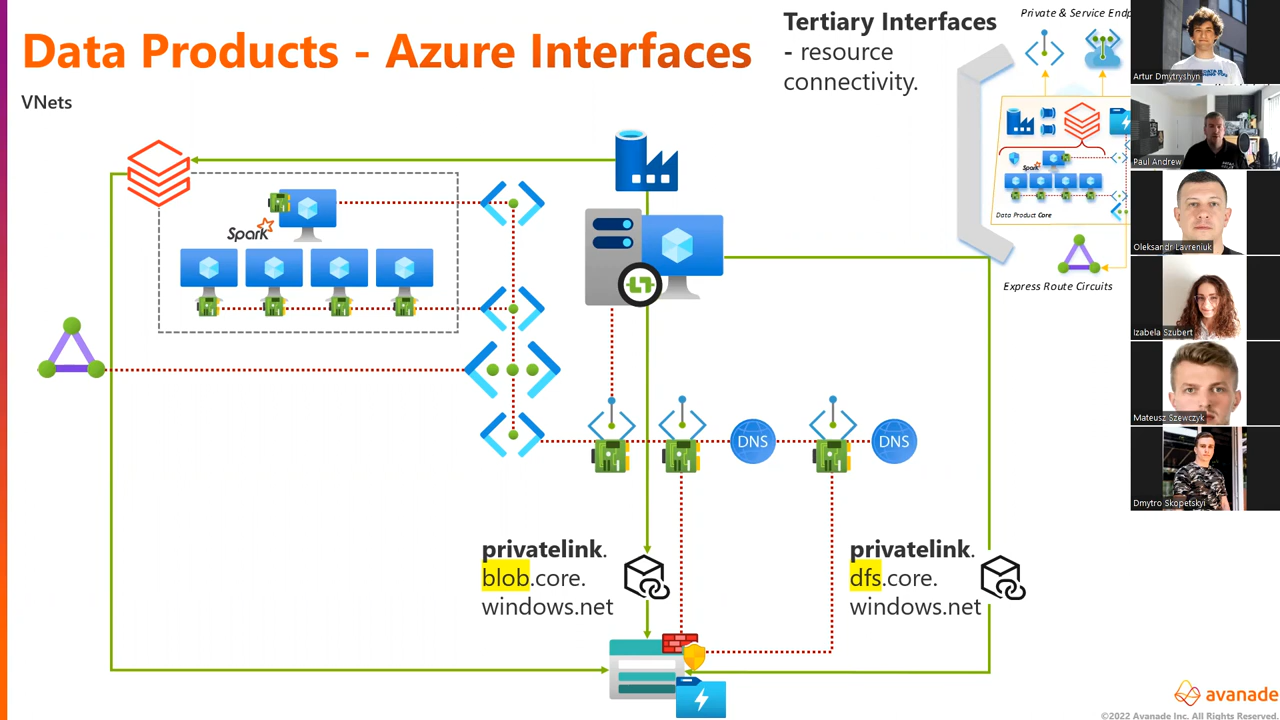 Data Products - Azure Interfaces
VNets
Tertiary Interfaces
- resource
connectivity.
Private & Service Endp
Spark
Data Product Core
Express Route Circuits
Spark
DNS
DNS
privatelink.
blob.core.
windows.net
privatelink.
dfs.core.
windows.net
Artur Dmytryshyn
Paul Andrew
Oleksandr Lavreniuk
Izabela Szubert
Mateusz Szewczyk
Dmytro Skopetskyi
avanade
©2022 Avanade Inc. All Rights Reserved.